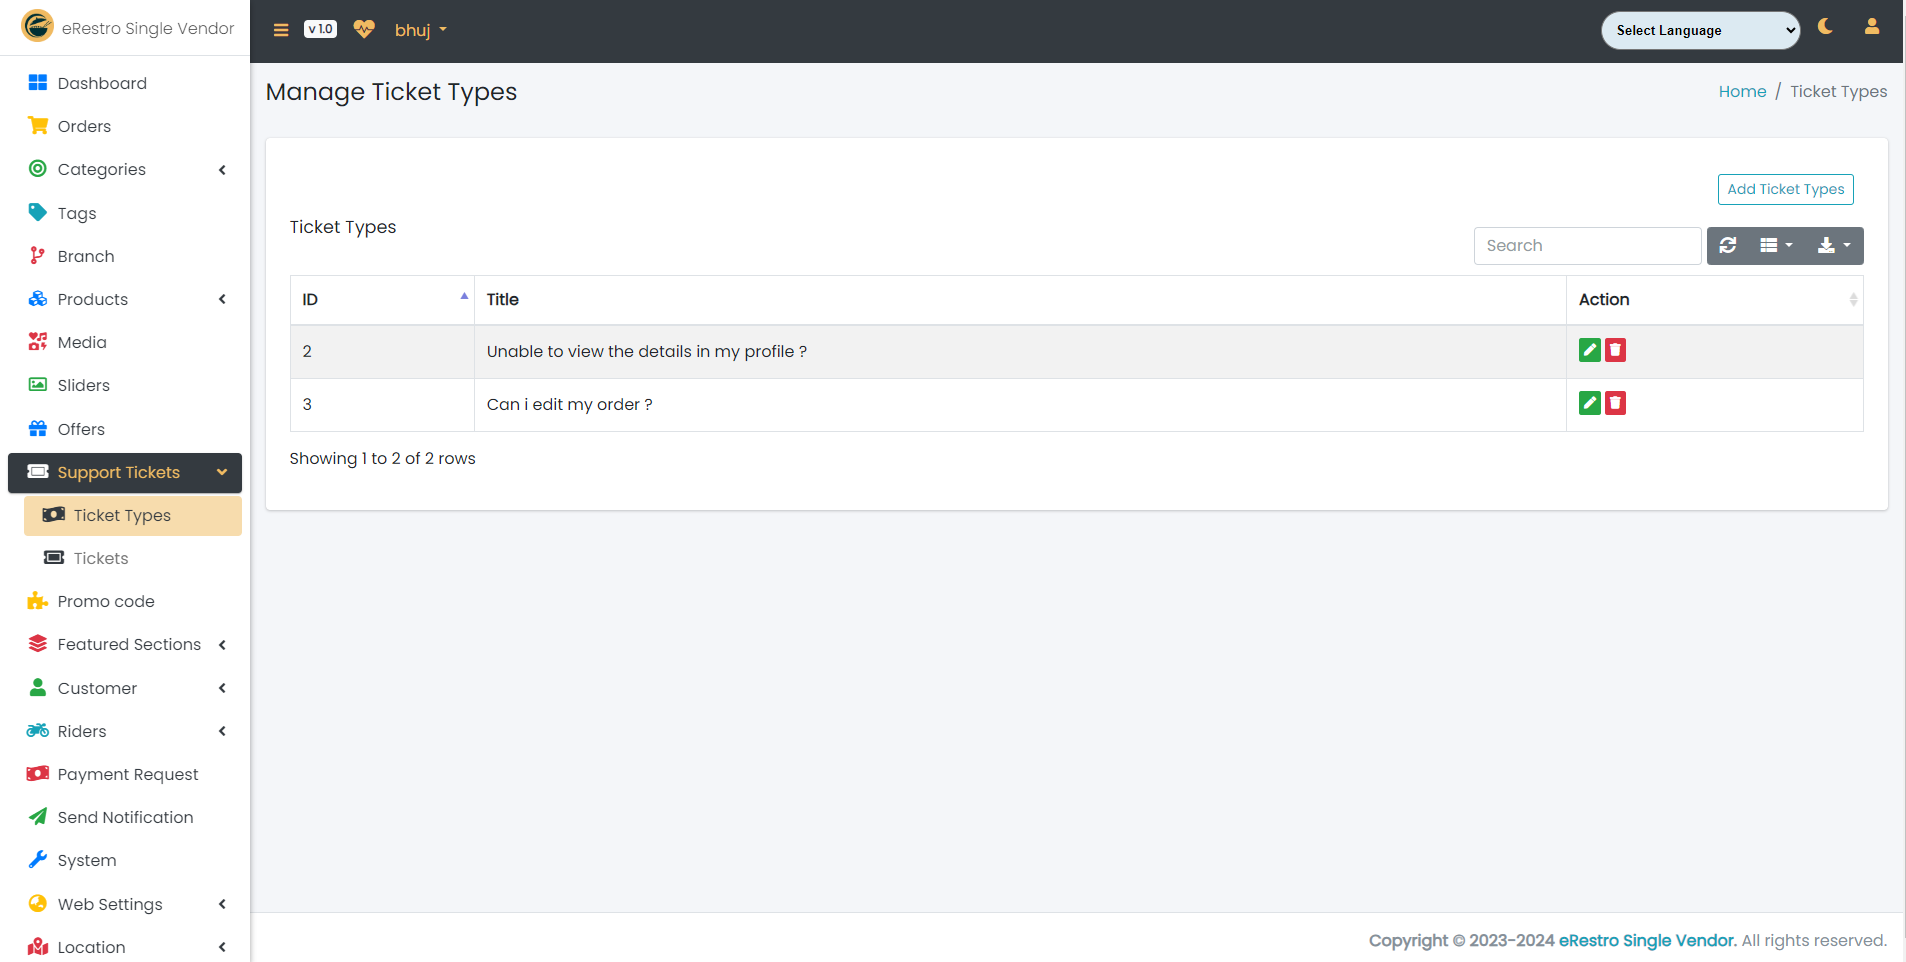 eRestro Single Vendor
v 1.0
bhuj
Select Language
Dashboard
Orders
Categories
Tags
Branch
Products
Media
Sliders
Offers
Support Tickets
Ticket Types
Tickets
Promo code
Featured Sections
Customer
Riders
Payment Request
Send Notification
System
Web Settings
Location
Manage Ticket Types
Home / Ticket Types
Add Ticket Types
Ticket Types
Search
ID Title Action
2 Unable to view the details in my profile ?
3 Can i edit my order ?
Showing 1 to 2 of 2 rows
Copyright © 2023-2024 eRestro Single Vendor. All rights reserved.